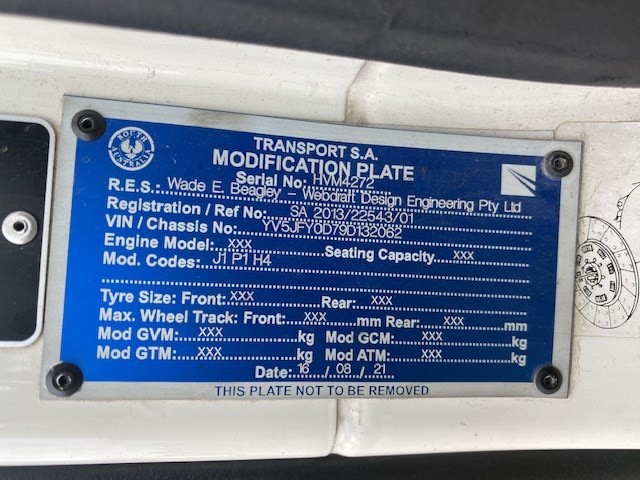 SOUTH AUSTRALIA
TRANSPORT S.A.
MODIFICATION PLATE
Serial No: HVM4272
R.E.S.: Wade E. Beagley – Webdraft Design Engineering Pty Ltd
Registration / Ref No: SA 2013/22543/01
VIN / Chassis No: YV5JFY0D79D132062
Engine Model: XXX Seating Capacity XXX
Mod. Codes: J1 P1 H4
Tyre Size: Front: XXX Rear: XXX
Max. Wheel Track: Front: XXX mm Rear: XXX mm
Mod GVM: XXX kg Mod GCM: XXX kg
Mod GTM: XXX kg Mod ATM: XXX kg
Date: 16 / 08 / 21
THIS PLATE NOT TO BE REMOVED